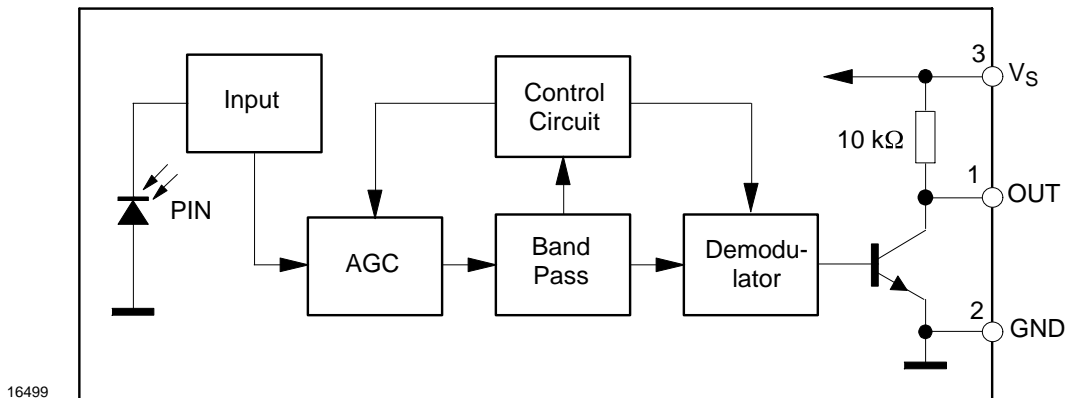 3
V_S
Input
Control
Circuit
10 kΩ
1
OUT
PIN
AGC
Band
Pass
Demodu-
lator
2
GND
16499